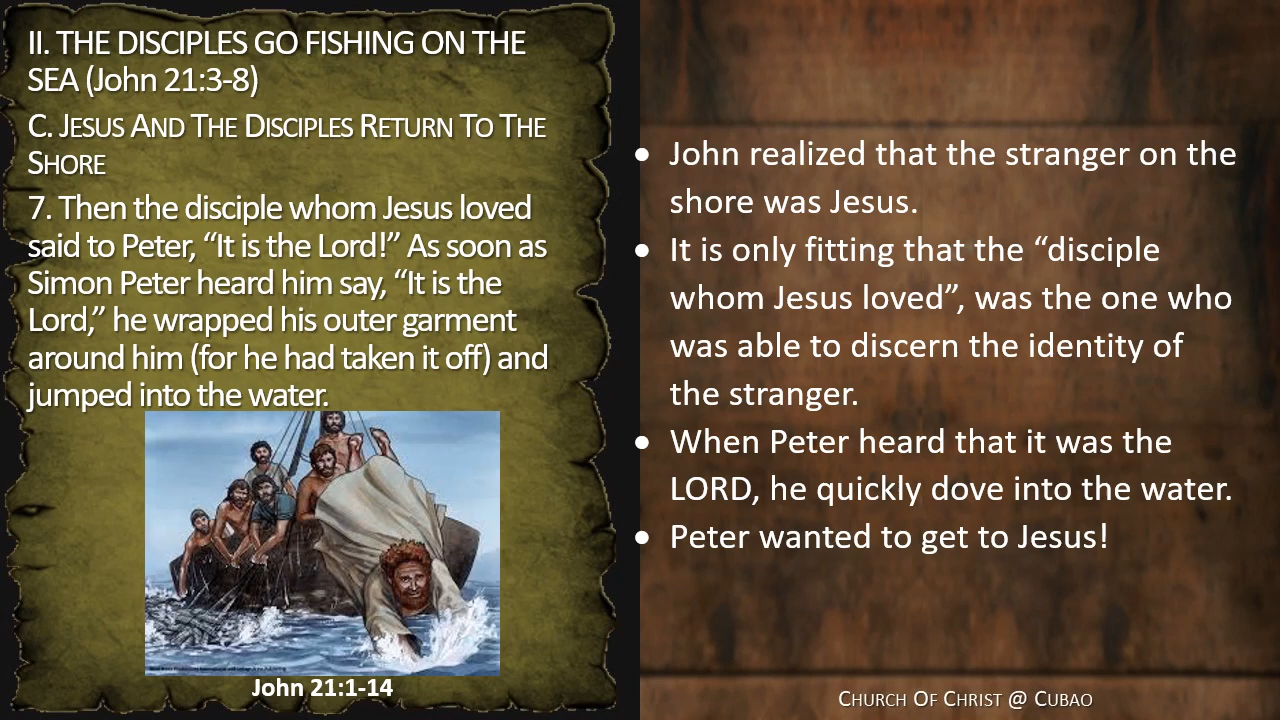 II. THE DISCIPLES GO FISHING ON THE
SEA (John 21:3-8)
C. JESUS AND THE DISCIPLES RETURN TO THE
SHORE
7. Then the disciple whom Jesus loved
said to Peter, “It is the Lord!” As soon as
Simon Peter heard him say, “It is the
Lord,” he wrapped his outer garment
around him (for he had taken it off) and
jumped into the water.
John 21:1-14
• John realized that the stranger on the
shore was Jesus.
• It is only fitting that the “disciple
whom Jesus loved”, was the one who
was able to discern the identity of
the stranger.
• When Peter heard that it was the
LORD, he quickly dove into the water.
• Peter wanted to get to Jesus!
CHURCH OF CHRIST @ CUBAO